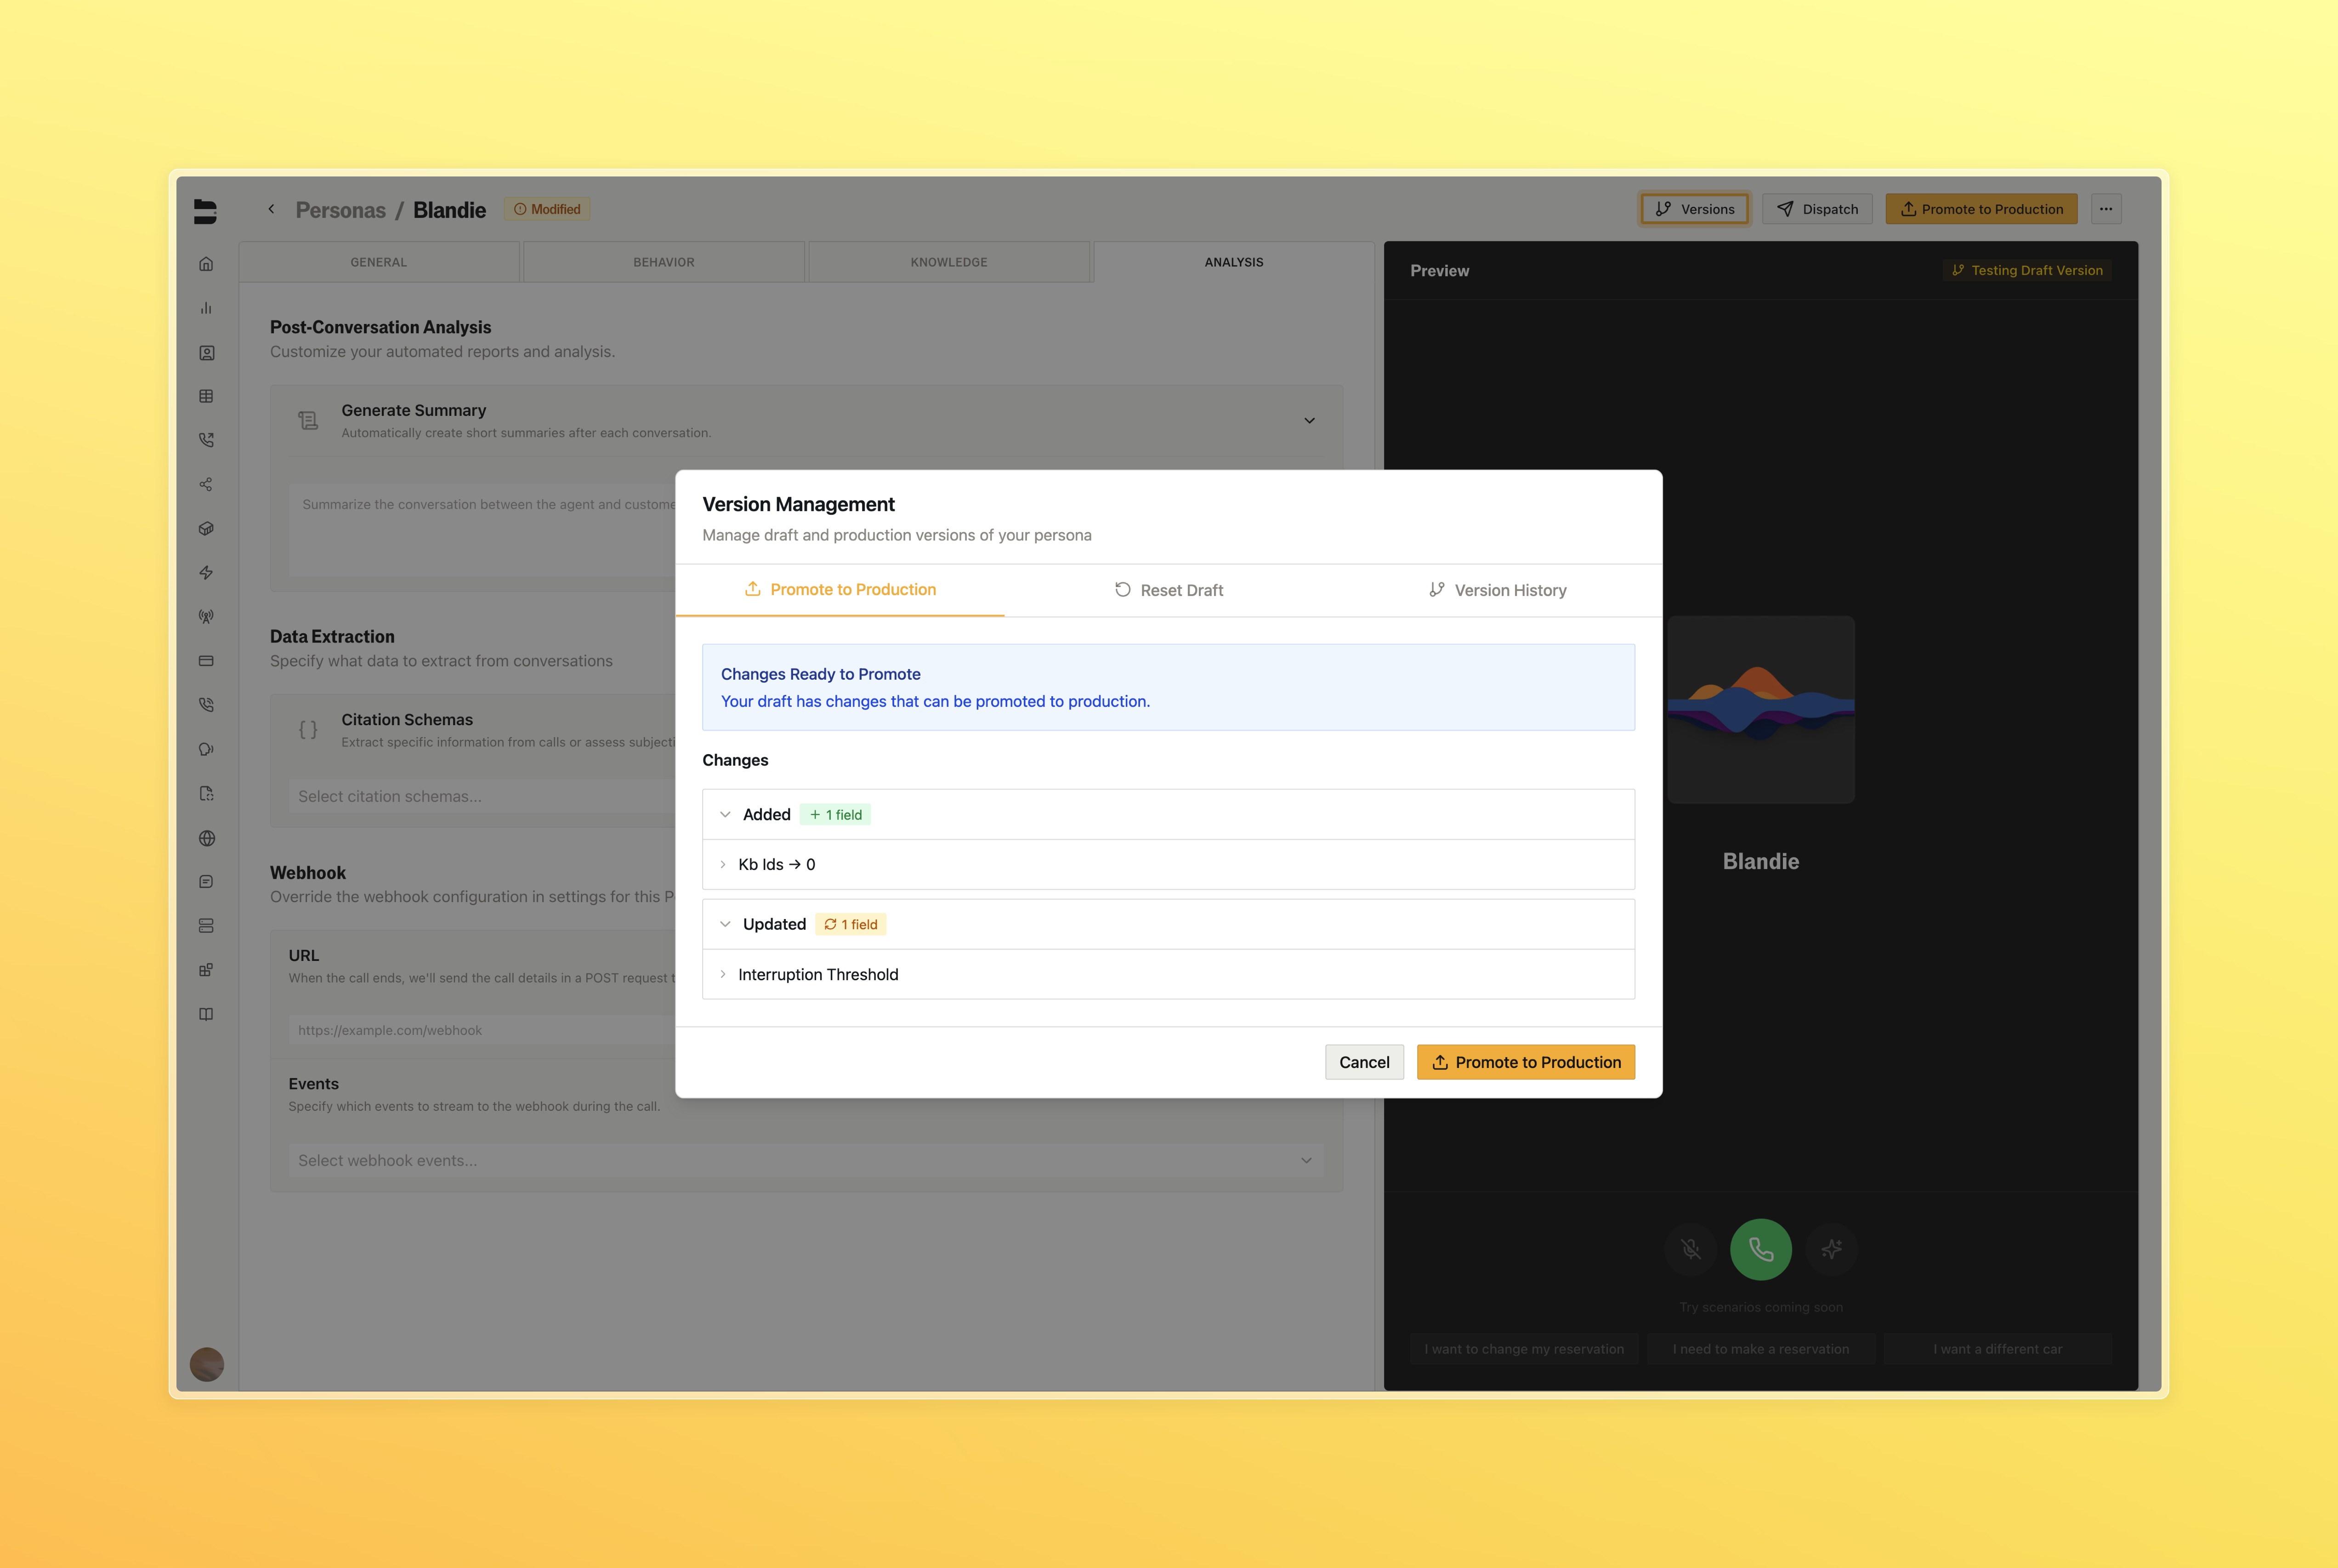 Personas / Blandie
Modified
Versions
Dispatch
Promote to Production
GENERAL
BEHAVIOR
KNOWLEDGE
ANALYSIS
Post-Conversation Analysis
Customize your automated reports and analysis.
Generate Summary
Automatically create short summaries after each conversation.
Summarize the conversation between the agent and custome
Data Extraction
Specify what data to extract from conversations
Citation Schemas
Extract specific information from calls or assess subjecti
Select citation schemas...
Webhook
Override the webhook configuration in settings for this P
URL
When the call ends, we'll send the call details in a POST request t
https://example.com/webhook
Events
Specify which events to stream to the webhook during the call.
Select webhook events...
Version Management
Manage draft and production versions of your persona
Promote to Production
Reset Draft
Version History
Changes Ready to Promote
Your draft has changes that can be promoted to production.
Changes
Added + 1 field
Kb Ids → 0
Updated 1 field
Interruption Threshold
Cancel
Promote to Production
Preview
Testing Draft Version
Blandie
Try scenarios coming soon
I want to change my reservation
I need to make a reservation
I want a different car